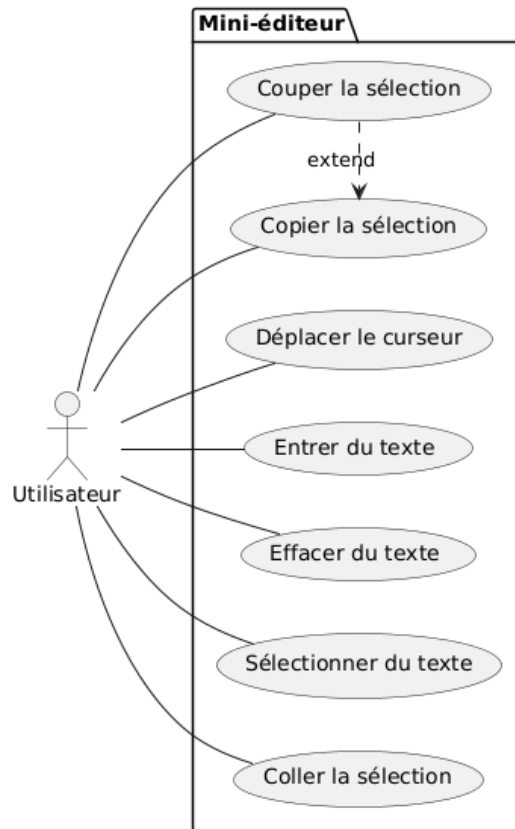 Mini-éditeur
Couper la sélection
extend
Copier la sélection
Déplacer le curseur
Entrer du texte
Utilisateur
Effacer du texte
Sélectionner du texte
Coller la sélection